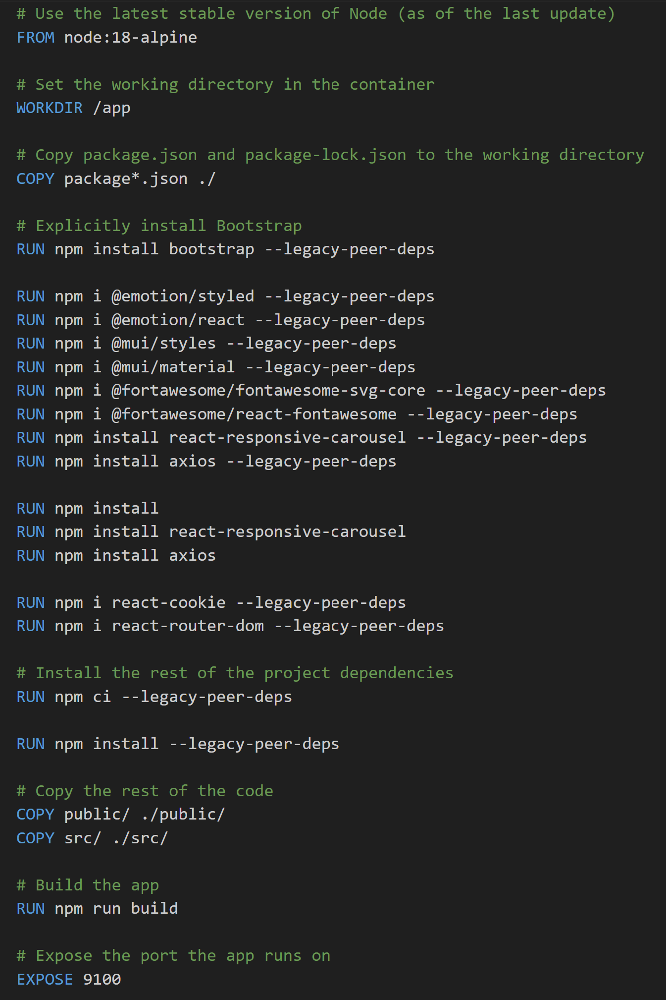 # Use the latest stable version of Node (as of the last update)
FROM node:18-alpine
# Set the working directory in the container
WORKDIR /app
# Copy package.json and package-lock.json to the working directory
COPY package*.json ./
# Explicitly install Bootstrap
RUN npm install bootstrap --legacy-peer-deps
RUN npm i @emotion/styled --legacy-peer-deps
RUN npm i @emotion/react --legacy-peer-deps
RUN npm i @mui/styles --legacy-peer-deps
RUN npm i @mui/material --legacy-peer-deps
RUN npm i @fortawesome/fontawesome-svg-core --legacy-peer-deps
RUN npm i @fortawesome/react-fontawesome --legacy-peer-deps
RUN npm install react-responsive-carousel --legacy-peer-deps
RUN npm install axios --legacy-peer-deps
RUN npm install
RUN npm install react-responsive-carousel
RUN npm install axios
RUN npm i react-cookie --legacy-peer-deps
RUN npm i react-router-dom --legacy-peer-deps
# Install the rest of the project dependencies
RUN npm ci --legacy-peer-deps
RUN npm install --legacy-peer-deps
# Copy the rest of the code
COPY public/ ./public/
COPY src/ ./src/
# Build the app
RUN npm run build
# Expose the port the app runs on
EXPOSE 9100